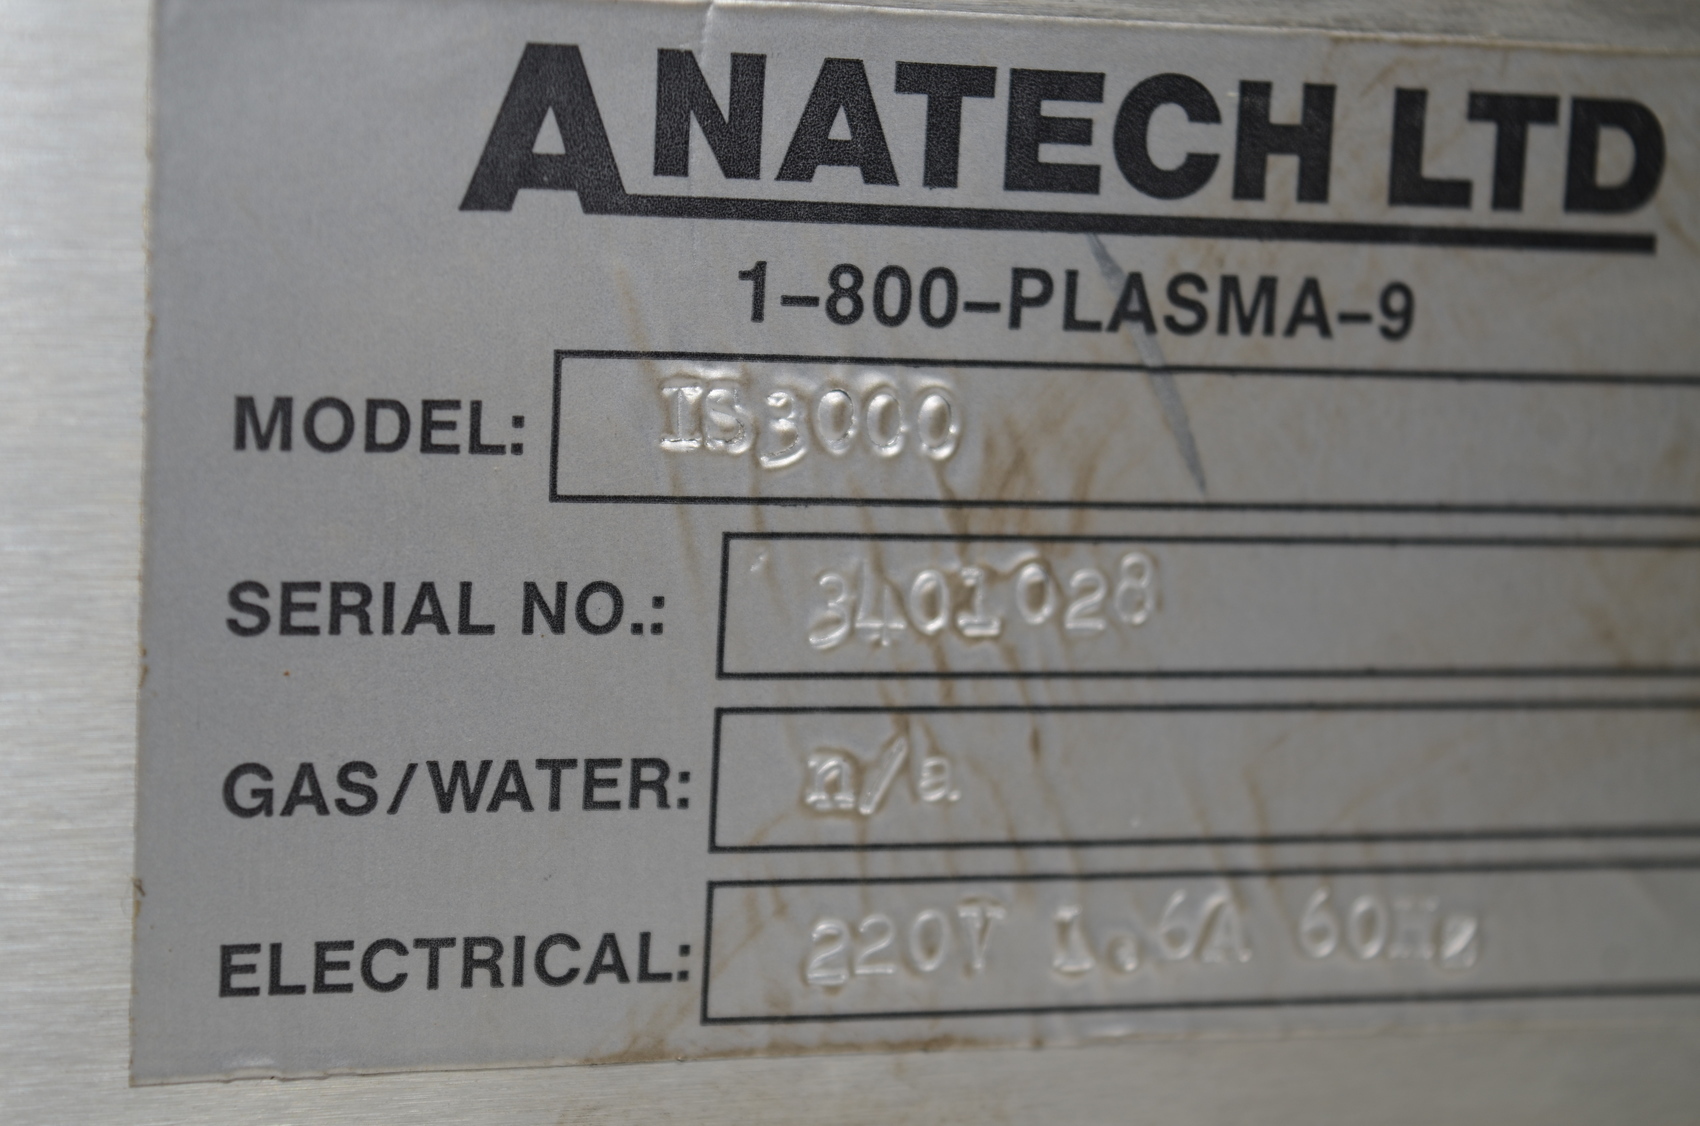 ANATECH LTD
1-800-PLASMA-9
MODEL: IS3000
SERIAL NO.: 3401028
GAS/WATER: n/a
ELECTRICAL: 220V 1.6A 60Hz